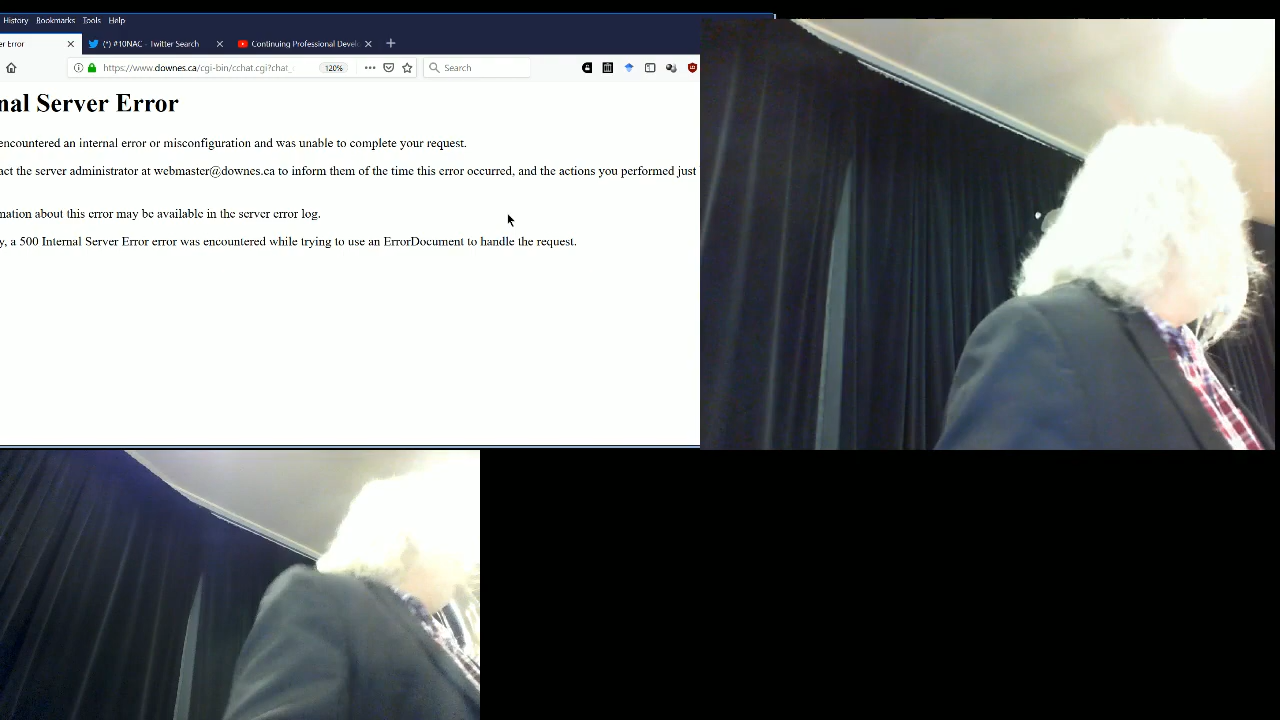 History Bookmarks Tools Help
er Error (*) #10NAC - Twitter Search Continuing Professional Devel
https://www.downes.ca/cgi-bin/cchat.cgi?chat_ 120% Search
nal Server Error
encountered an internal error or misconfiguration and was unable to complete your request.
act the server administrator at webmaster@downes.ca to inform them of the time this error occurred, and the actions you performed just
mation about this error may be available in the server error log.
y, a 500 Internal Server Error error was encountered while trying to use an ErrorDocument to handle the request.